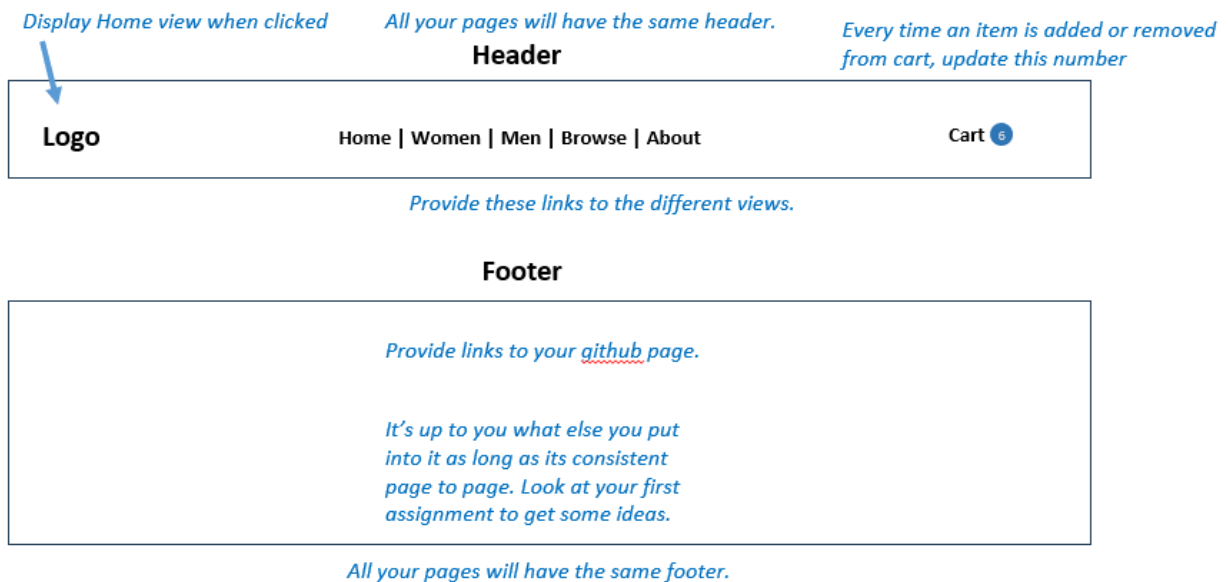 Display Home view when clicked
All your pages will have the same header.
Every time an item is added or removed
from cart, update this number
Header
Logo
Home | Women | Men | Browse | About
Cart 6
Provide these links to the different views.
Footer
Provide links to your github page.
It's up to you what else you put
into it as long as its consistent
page to page. Look at your first
assignment to get some ideas.
All your pages will have the same footer.